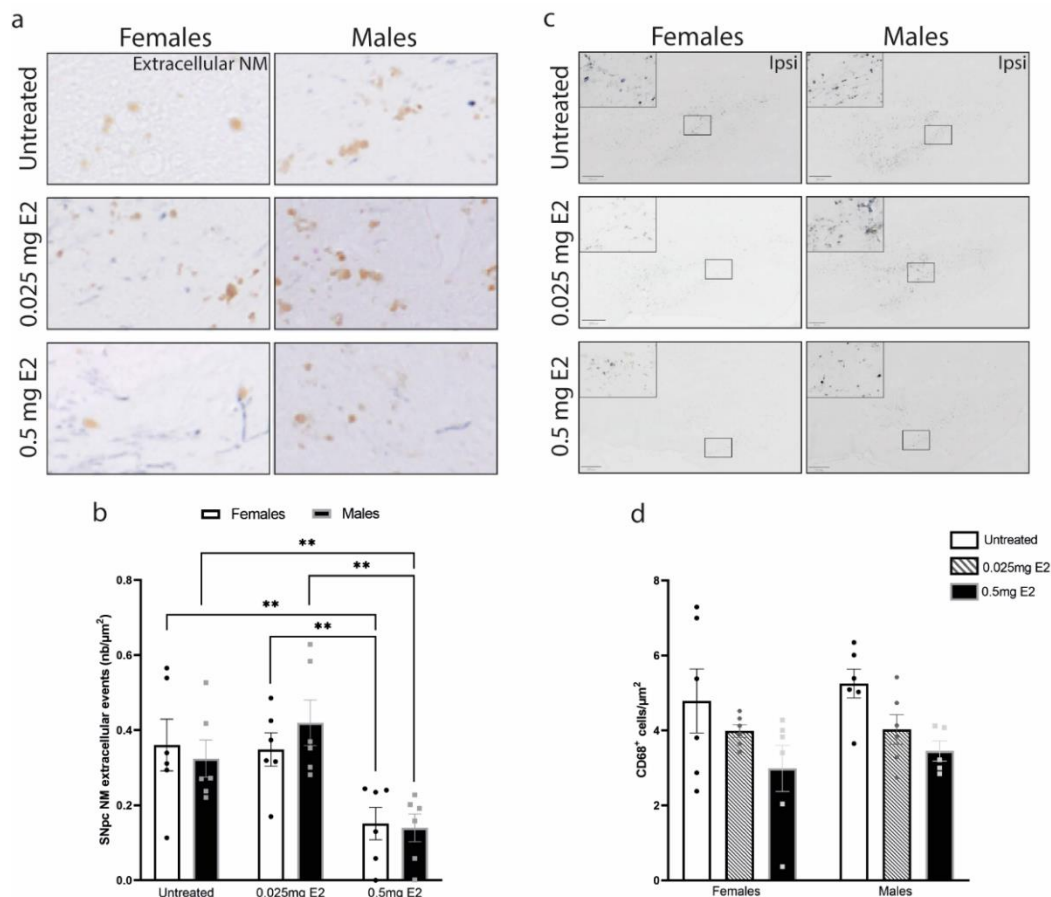 a
Females
Males
Untreated
Extracellular NM
0.025 mg E2
0.5 mg E2
c
Females
Males
Untreated
Ipsi
Ipsi
0.025 mg E2
0.5 mg E2
b
Females
Males
**
**
**
**
SNpc NM extracellular events (nb/µm²)
0.8
0.6
0.4
0.2
0.0
Untreated
0.025mg E2
0.5mg E2
d
Untreated
0.025mg E2
0.5mg E2
CD68⁺ cells/µm²
8
6
4
2
0
Females
Males